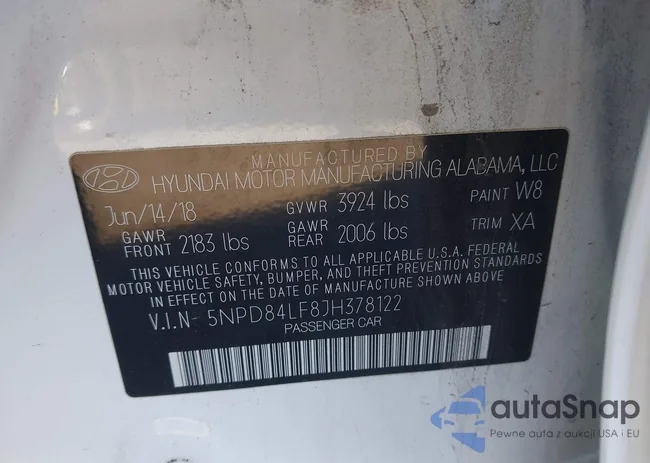 MANUFACTURED BY
HYUNDAI MOTOR MANUFACTURING ALABAMA, LLC
Jun/14/18 GVWR 3924 lbs PAINT W8
GAWR FRONT 2183 lbs GAWR REAR 2006 lbs TRIM XA
THIS VEHICLE CONFORMS TO ALL APPLICABLE U.S.A. FEDERAL
MOTOR VEHICLE SAFETY, BUMPER, AND THEFT PREVENTION STANDARDS
IN EFFECT ON THE DATE OF MANUFACTURE SHOWN ABOVE
V.I.N- 5NPD84LF8JH378122
PASSENGER CAR
autaSnap
Pewne auta z aukcji USA i EU